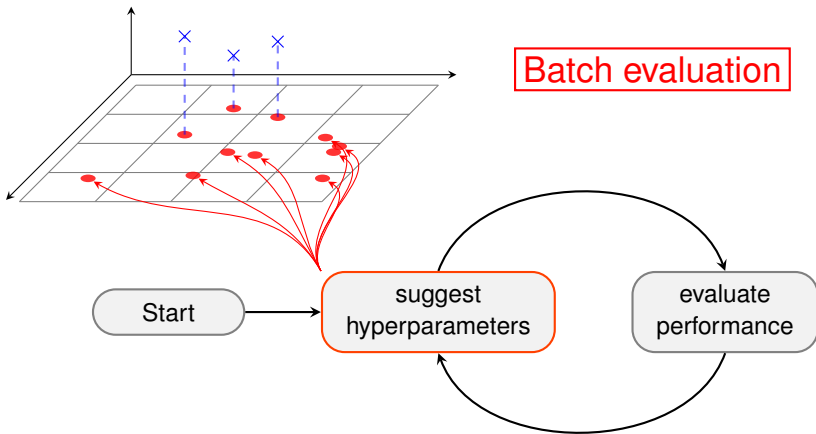 Batch evaluation
Start
suggest
hyperparameters
evaluate
performance